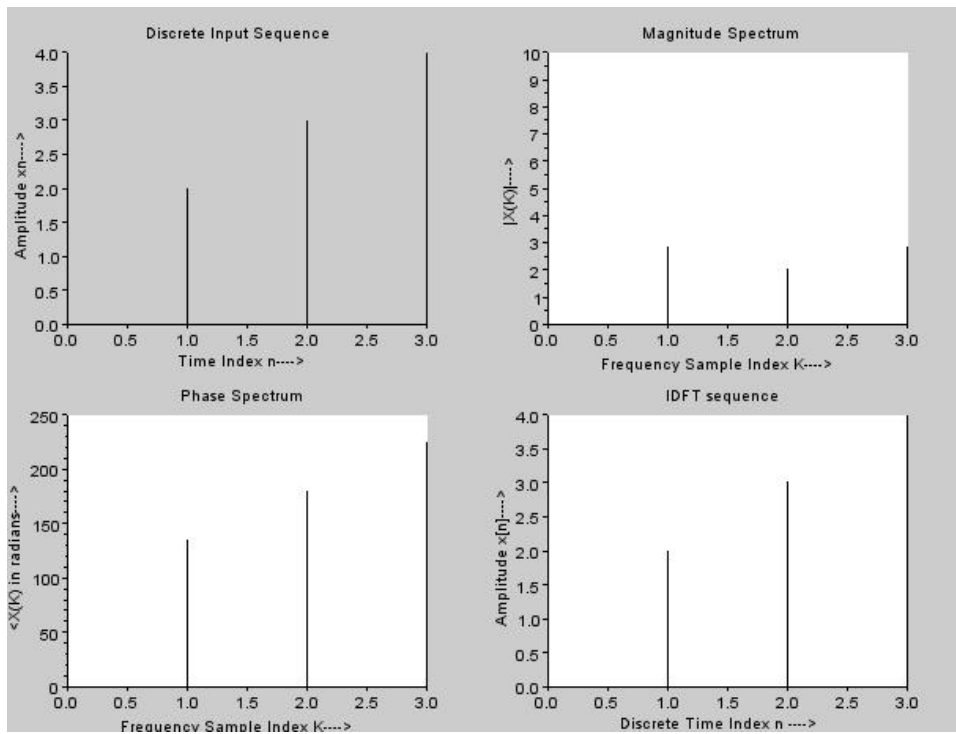 Discrete Input Sequence
Amplitude xn---->
4.0
3.5
3.0
2.5
2.0
1.5
1.0
0.5
0.0
0.0 0.5 1.0 1.5 2.0 2.5 3.0
Time Index n---->
Magnitude Spectrum
|X(K)|---->
10
9
8
7
6
5
4
3
2
1
0
0.0 0.5 1.0 1.5 2.0 2.5 3.0
Frequency Sample Index K---->
Phase Spectrum
<X(K) in radians---->
250
200
150
100
50
0
0.0 0.5 1.0 1.5 2.0 2.5 3.0
Frequency Sample Index K---->
IDFT sequence
Amplitude x[n]---->
4.0
3.5
3.0
2.5
2.0
1.5
1.0
0.5
0.0
0.0 0.5 1.0 1.5 2.0 2.5 3.0
Discrete Time Index n ---->